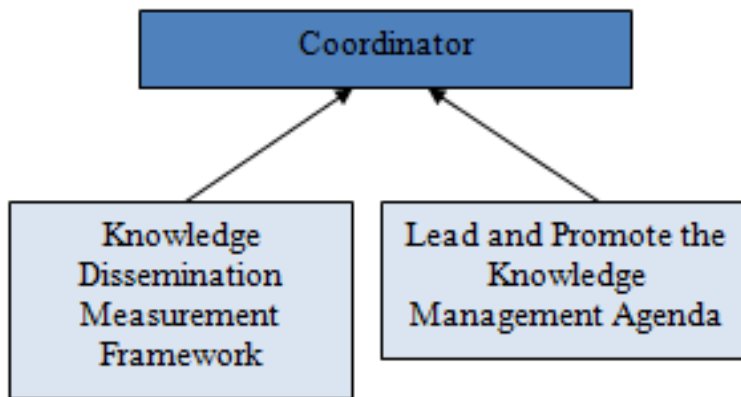 Coordinator
Knowledge
Dissemination
Measurement
Framework
Lead and Promote the
Knowledge
Management Agenda